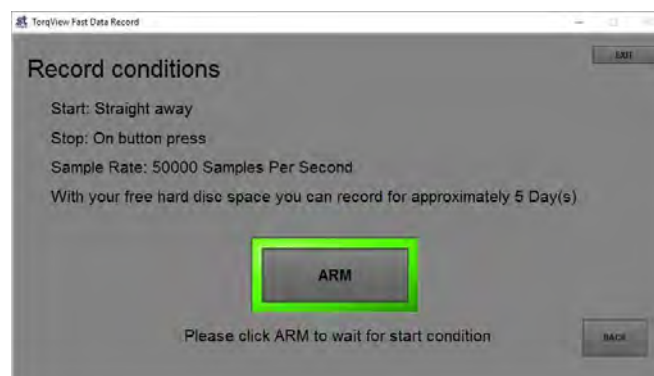 TorqView Fast Data Record
EXIT
Record conditions
Start: Straight away
Stop: On button press
Sample Rate: 50000 Samples Per Second
With your free hard disc space you can record for approximately 5 Day(s)
ARM
Please click ARM to wait for start condition
BACK